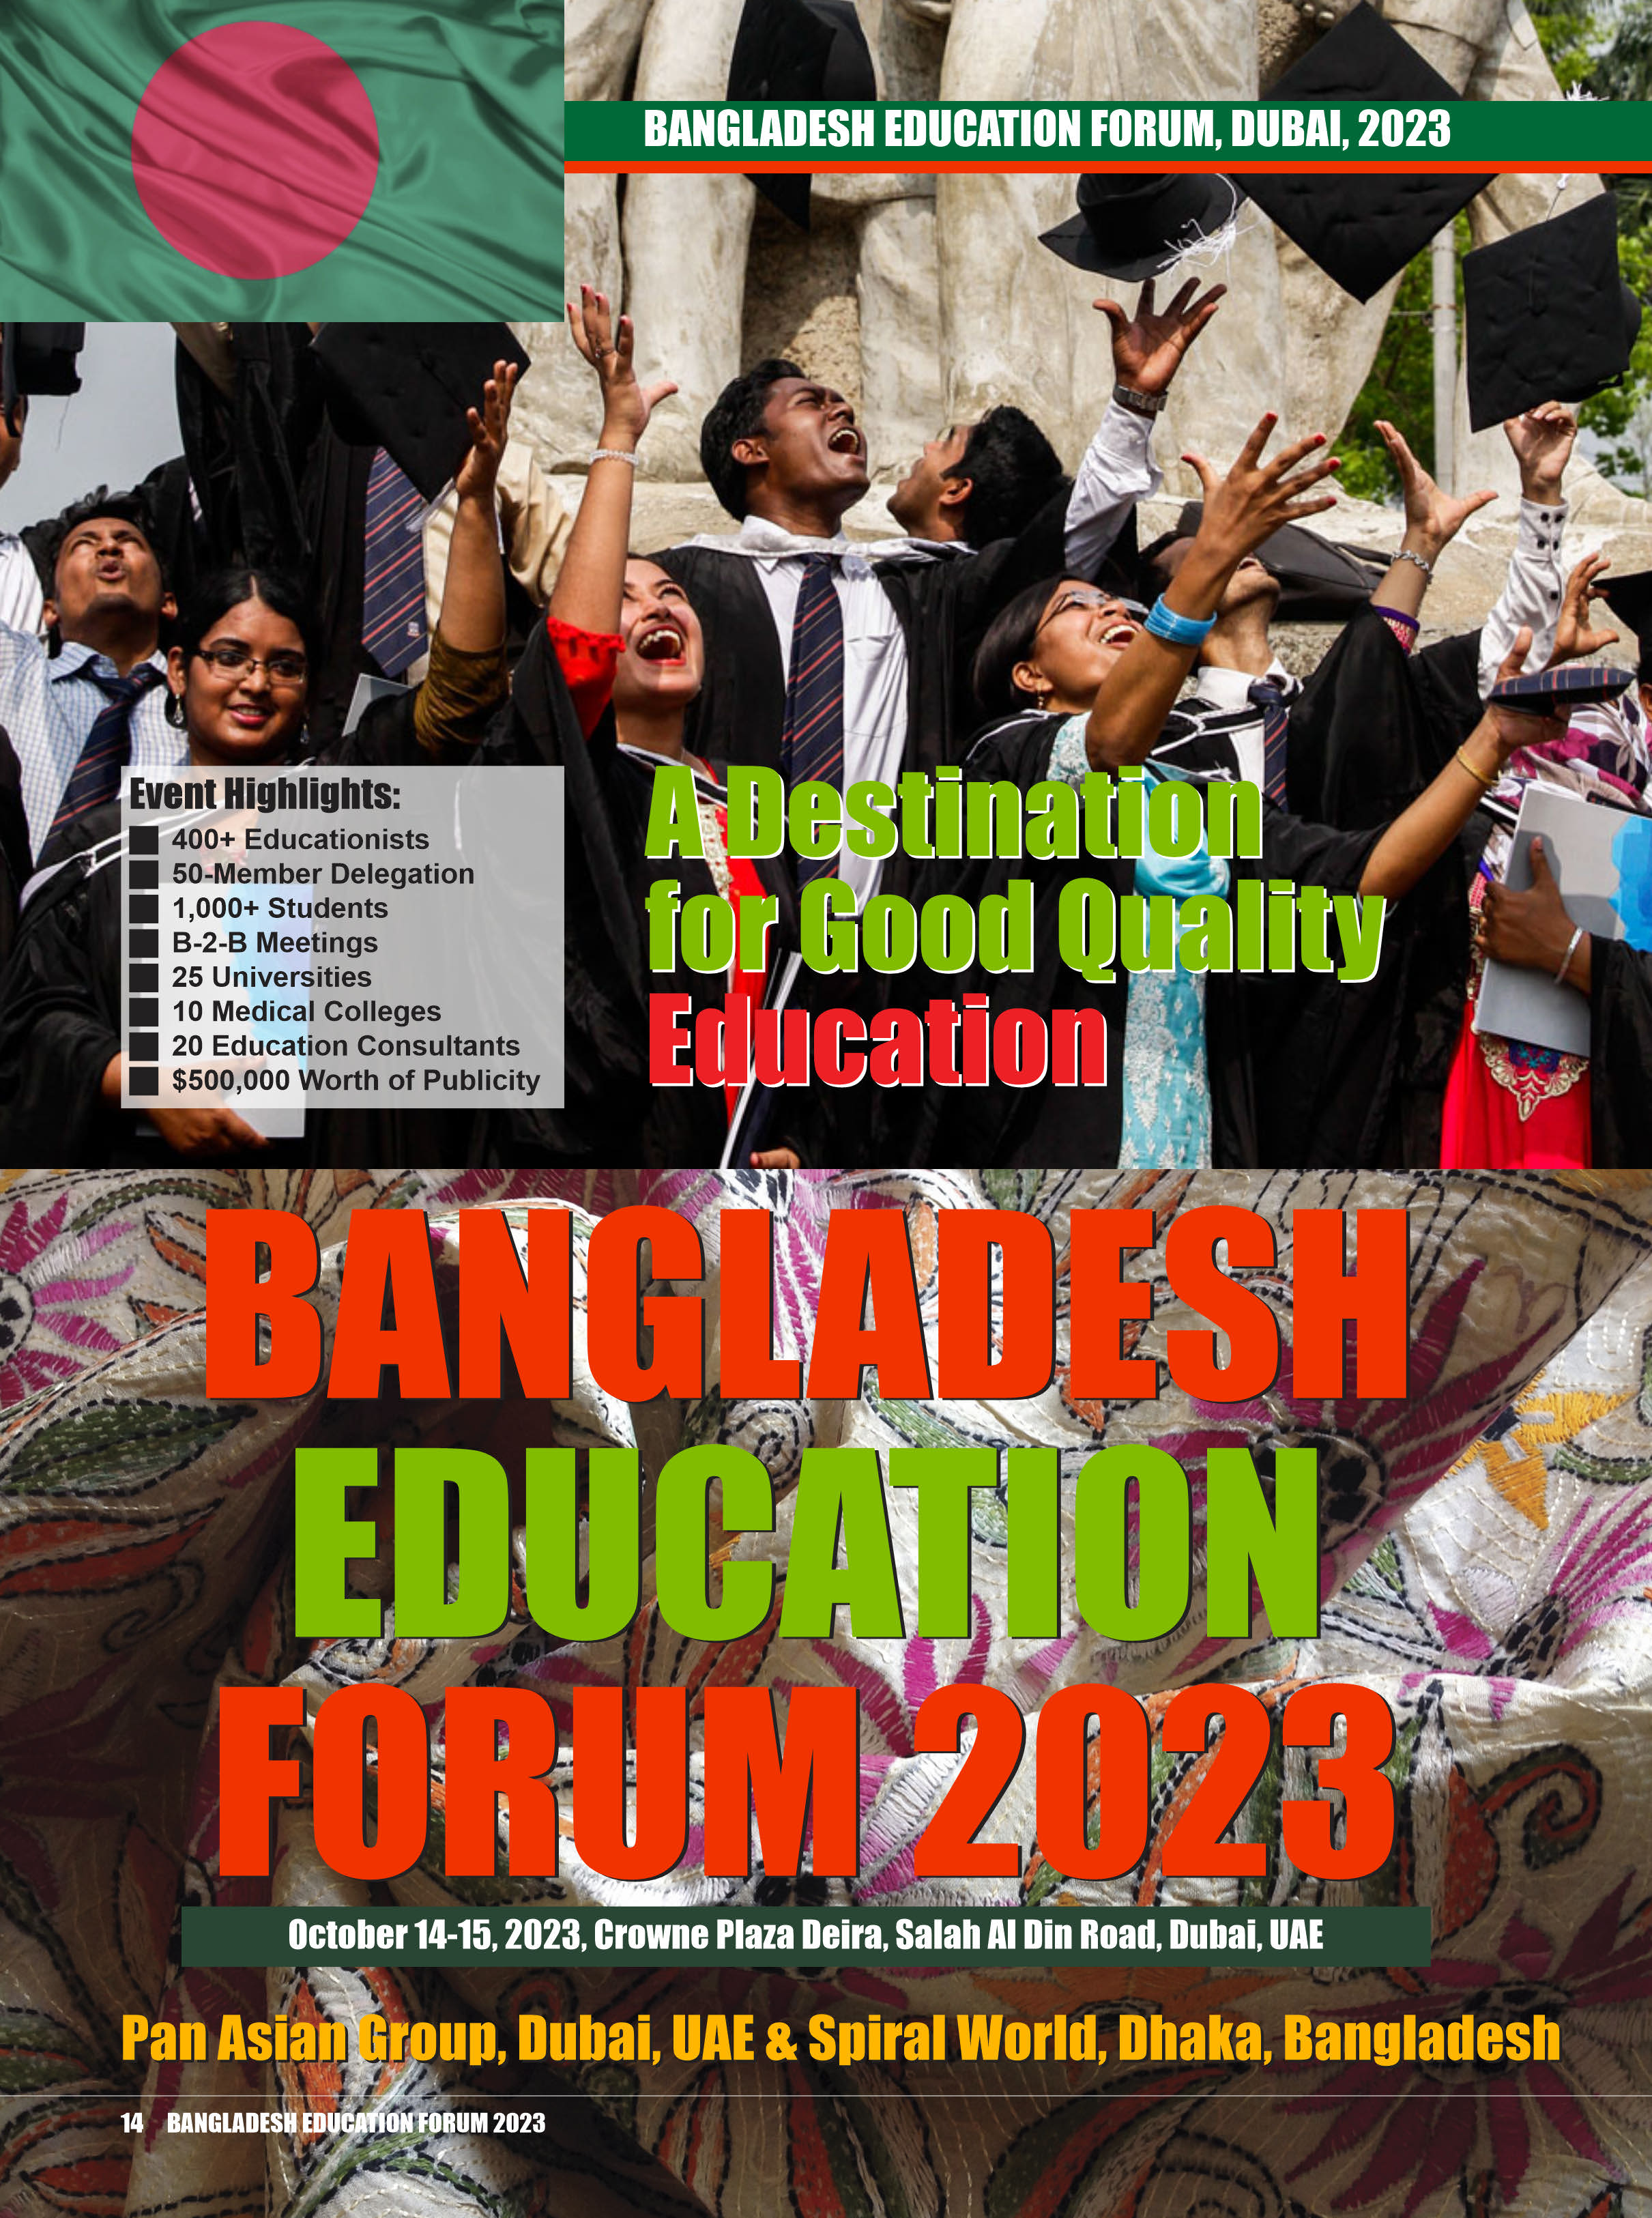 BANGLADESH EDUCATION FORUM, DUBAI, 2023
Event Highlights:
400+ Educationists
50-Member Delegation
1,000+ Students
B-2-B Meetings
25 Universities
10 Medical Colleges
20 Education Consultants
$500,000 Worth of Publicity
A Destination
for Good Quality
Education
BANGLADESH
EDUCATION
FORUM 2023
October 14-15, 2023, Crowne Plaza Deira, Salah Al Din Road, Dubai, UAE
Pan Asian Group, Dubai, UAE & Spiral World, Dhaka, Bangladesh
14 BANGLADESH EDUCATION FORUM 2023